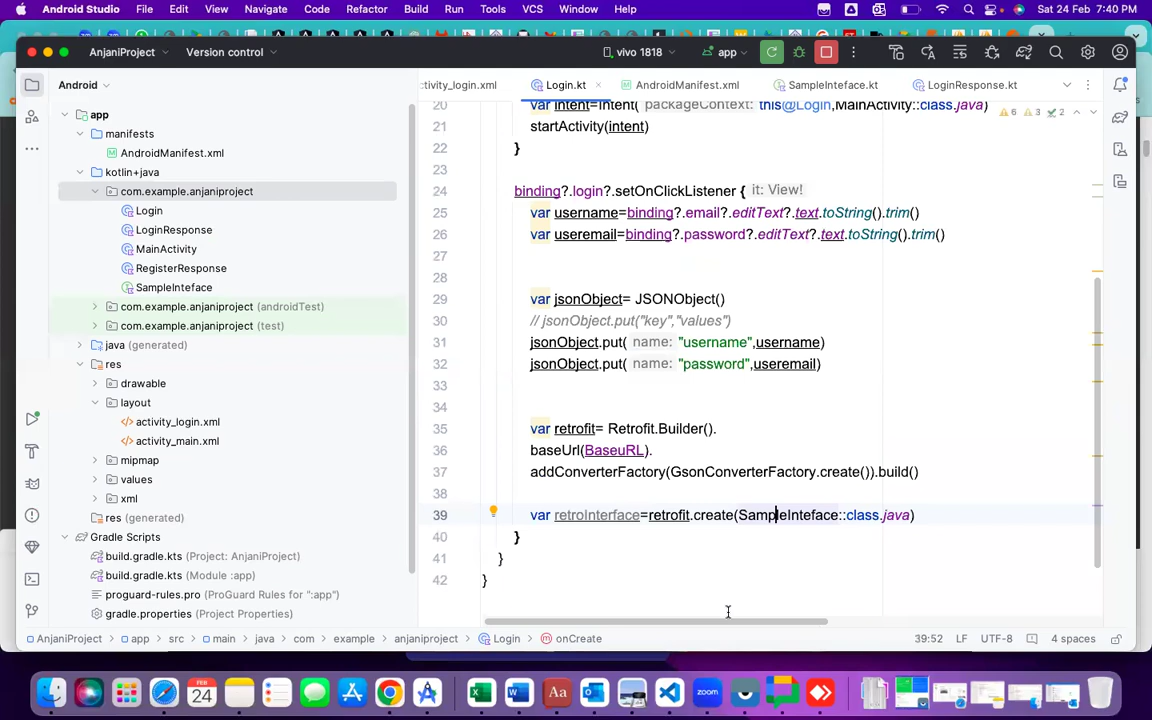 Android Studio File Edit View Navigate Code Refactor Build Run Tools VCS Window Help Sat 24 Feb 7:40 PM
AnjaniProject Version control vivo 1818 app
Android
ctivity_login.xml Login.kt AndroidManifest.xml SampleInteface.kt LoginResponse.kt
6 3 2
app
manifests
AndroidManifest.xml
kotlin+java
com.example.anjaniproject
Login
LoginResponse
MainActivity
RegisterResponse
SampleInteface
com.example.anjaniproject (androidTest)
com.example.anjaniproject (test)
java (generated)
res
drawable
layout
activity_login.xml
activity_main.xml
mipmap
values
xml
res (generated)
Gradle Scripts
build.gradle.kts (Project: AnjaniProject)
build.gradle.kts (Module :app)
proguard-rules.pro (ProGuard Rules for ":app")
gradle.properties (Project Properties)
20 var intent=Intent( packageContext: this@Login,MainActivity::class.java)
21 startActivity(intent)
22 }
23
24 binding?.login?.setOnClickListener { it: View!
25 var username=binding?.email?.editText?.text.toString().trim()
26 var useremail=binding?.password?.editText?.text.toString().trim()
27
28
29 var jsonObject= JSONObject()
30 // jsonObject.put("key","values")
31 jsonObject.put( name: "username",username)
32 jsonObject.put( name: "password",useremail)
33
34
35 var retrofit= Retrofit.Builder().
36 baseUrl(BaseuRL).
37 addConverterFactory(GsonConverterFactory.create()).build()
38
39 var retroInterface=retrofit.create(SampleInteface::class.java)
40 }
41 }
42 }
AnjaniProject app src main java com example anjaniproject Login onCreate 39:52 LF UTF-8 4 spaces
FEB
24
Aa
zoom